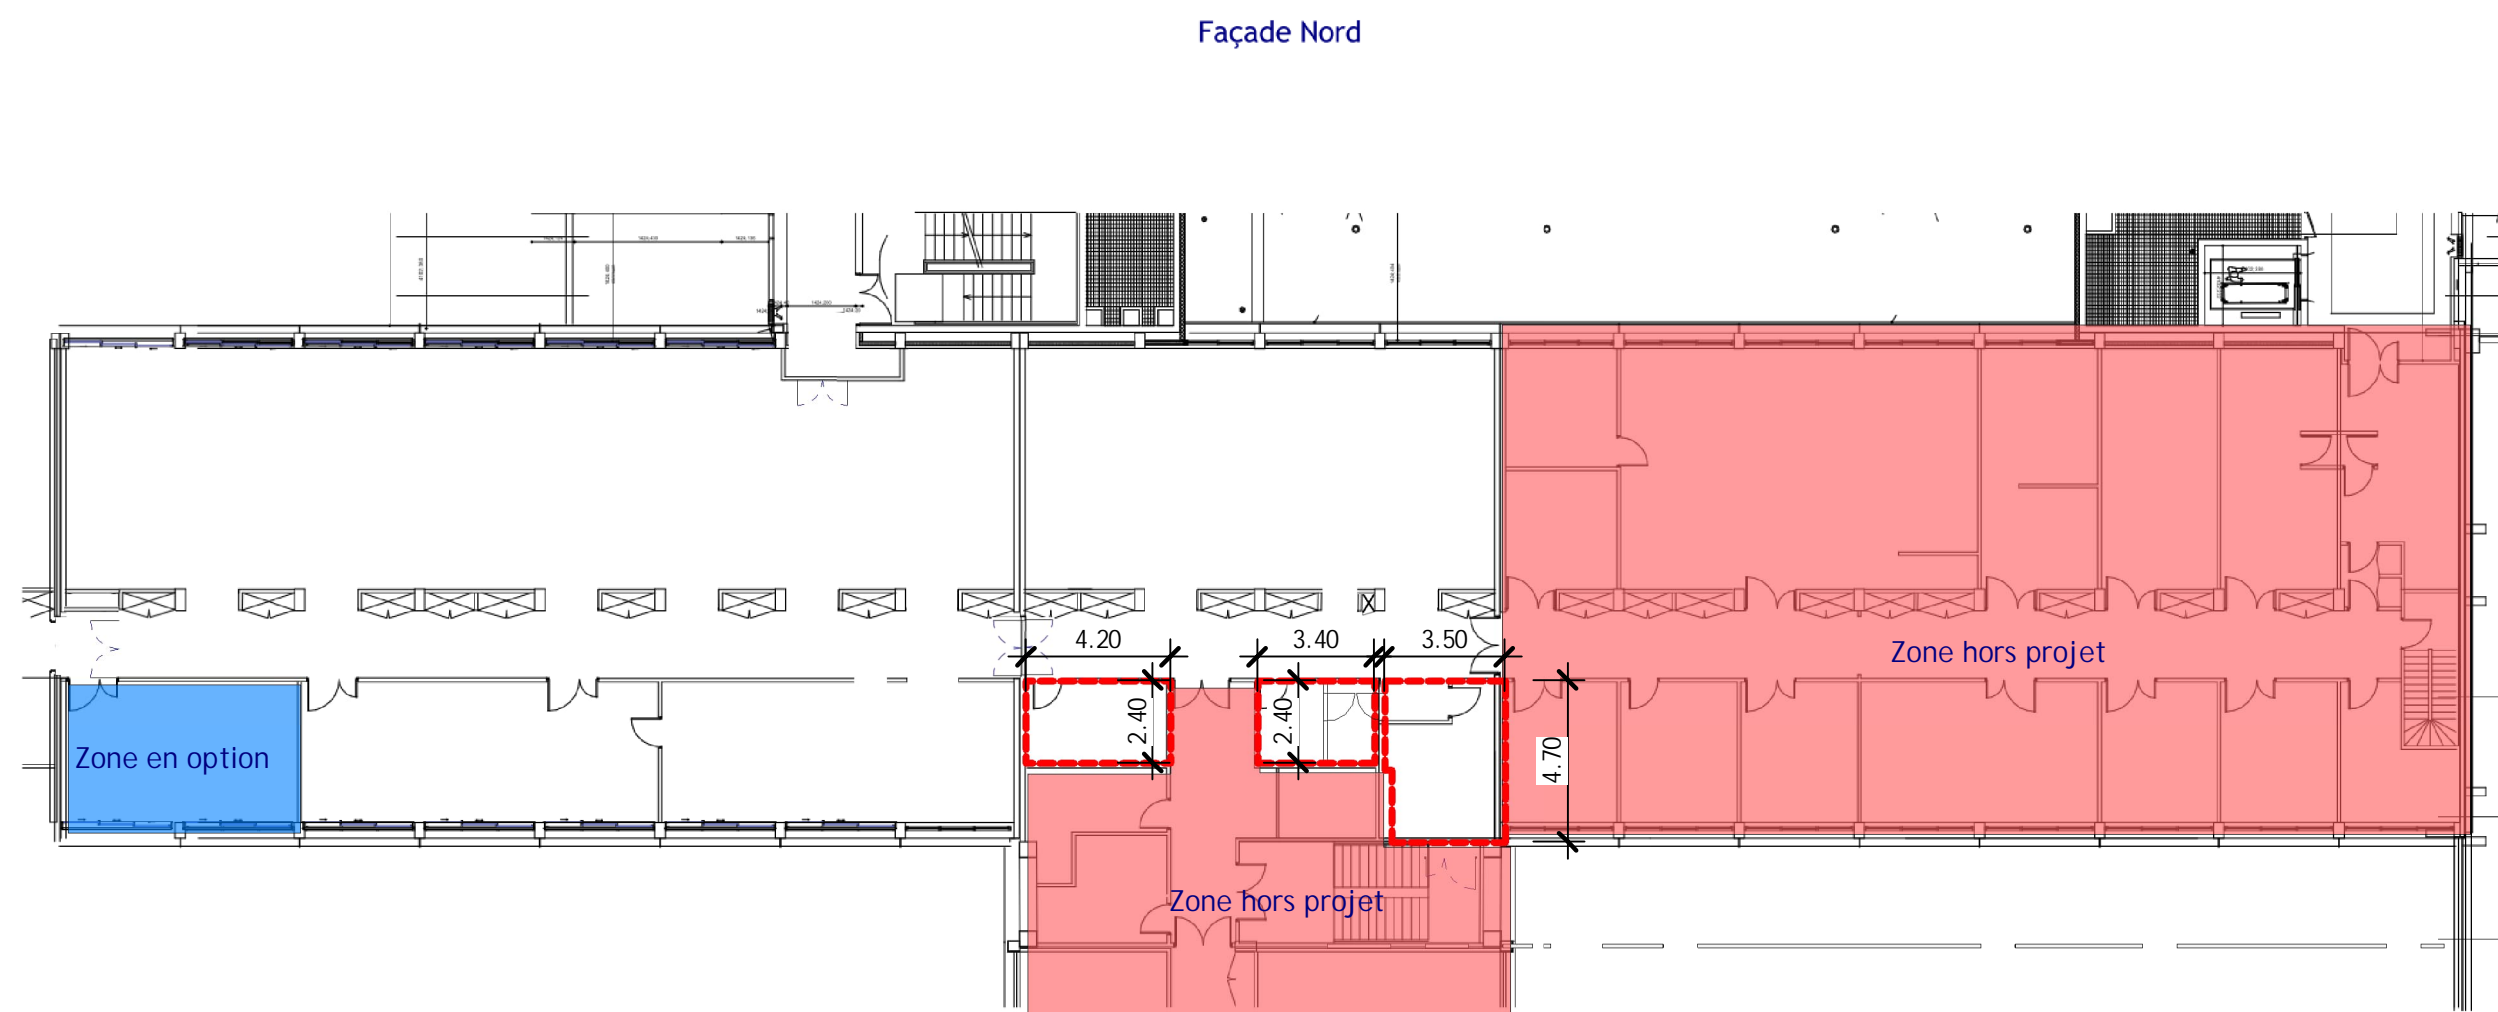 Façade Nord
4.20
3.40
3.50
Zone hors projet
2.40
2.40
4.70
Zone en option
X
Zone hors projet